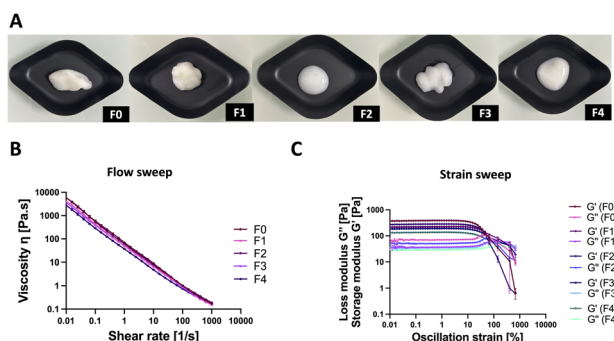 A
F0
F1
F2
F3
F4
B
Flow sweep
Viscosity η [Pa.s]
10000
1000
100
10
1
0.1
0.01
0.1
1
10
100
1000
10000
Shear rate [1/s]
F0
F1
F2
F3
F4
C
Strain sweep
Loss modulus G″ [Pa]
Storage modulus G′ [Pa]
1000
100
10
1
0.1
0.01
0.1
1
10
100
1000
10000
Oscillation strain [%]
G′ (F0
G″ (F0
G′ (F1
G″ (F1
G′ (F2
G″ (F2
G′ (F3
G″ (F3
G′ (F4
G″ (F4